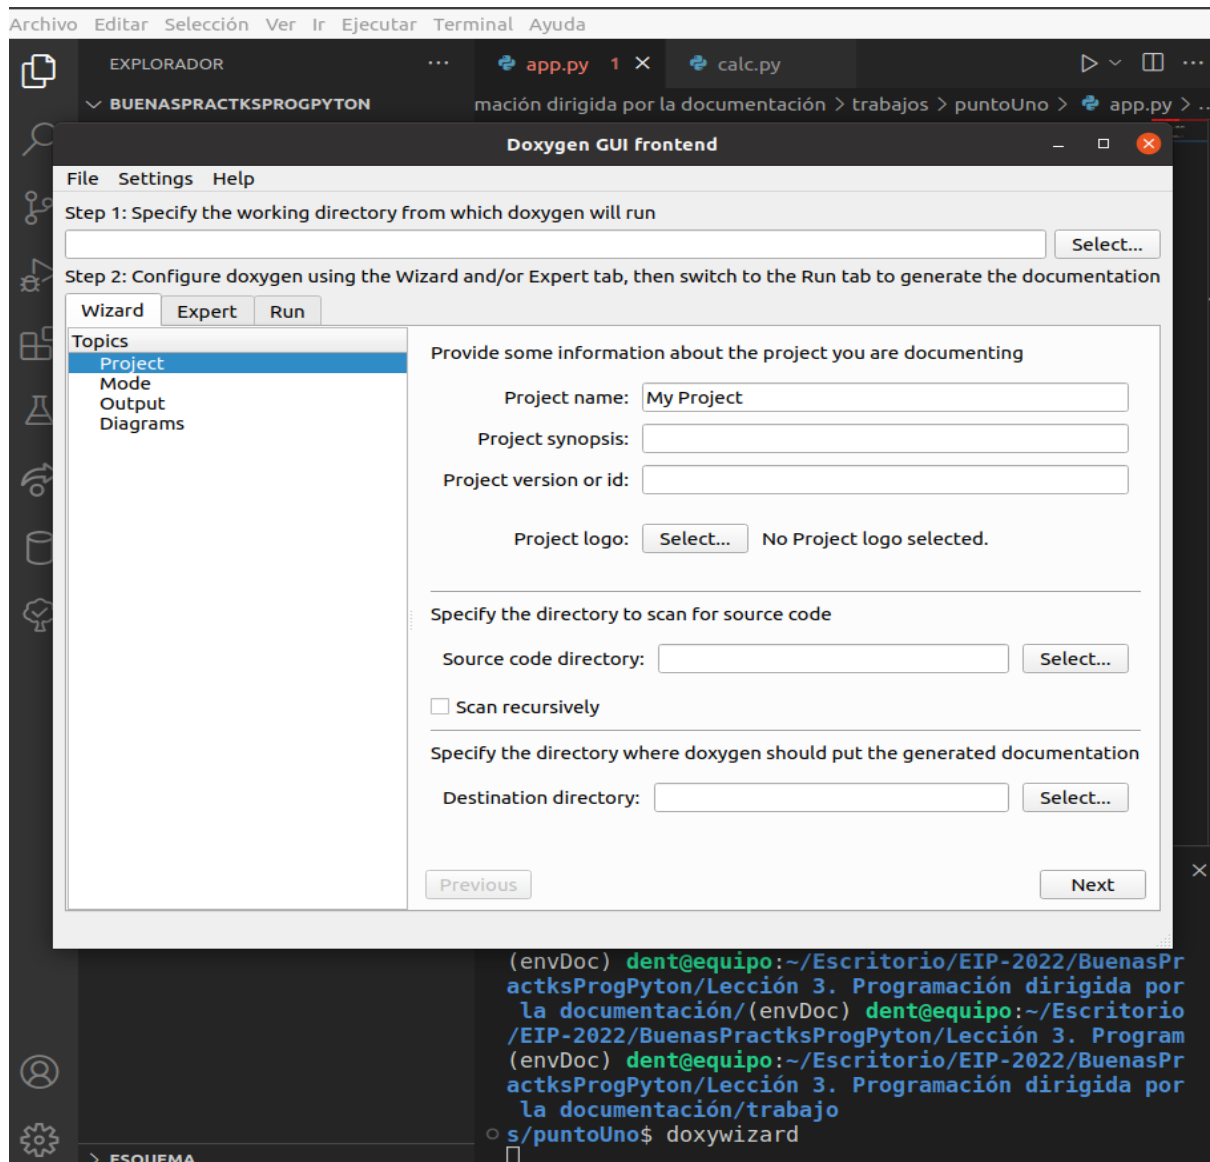 Archivo Editar Selección Ver Ir Ejecutar Terminal Ayuda
EXPLORADOR
app.py 1
calc.py
BUENASPRACTKSPROGPYTON
mación dirigida por la documentación > trabajos > puntoUno > app.py > ..
Doxygen GUI frontend
File Settings Help
Step 1: Specify the working directory from which doxygen will run
Select...
Step 2: Configure doxygen using the Wizard and/or Expert tab, then switch to the Run tab to generate the documentation
Wizard Expert Run
Topics
Project
Mode
Output
Diagrams
Provide some information about the project you are documenting
Project name: My Project
Project synopsis:
Project version or id:
Project logo: Select... No Project logo selected.
Specify the directory to scan for source code
Source code directory: Select...
Scan recursively
Specify the directory where doxygen should put the generated documentation
Destination directory: Select...
Previous Next
(envDoc) dent@equipo:~/Escritorio/EIP-2022/BuenasPr
actksProgPyton/Lección 3. Programación dirigida por
la documentación/(envDoc) dent@equipo:~/Escritorio
/EIP-2022/BuenasPractksProgPyton/Lección 3. Program
(envDoc) dent@equipo:~/Escritorio/EIP-2022/BuenasPr
actksProgPyton/Lección 3. Programación dirigida por
la documentación/trabajo
s/puntoUno$ doxywizard
ESQUEMA